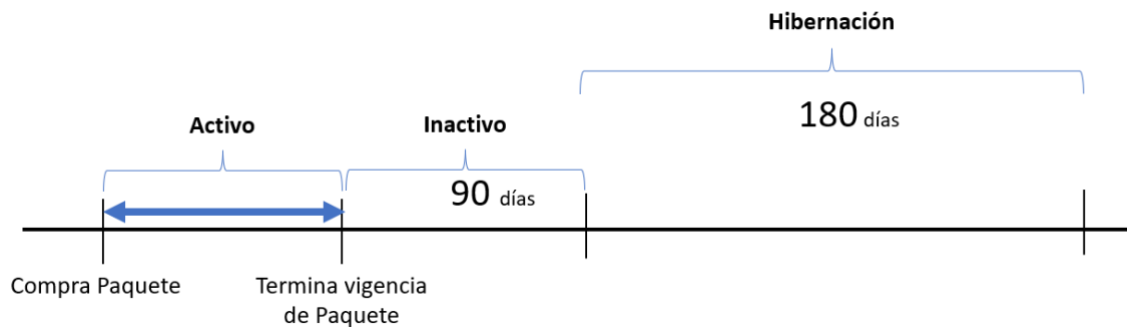 Hibernación
180 días
Activo
Inactivo
90 días
Compra Paquete
Termina vigencia
de Paquete